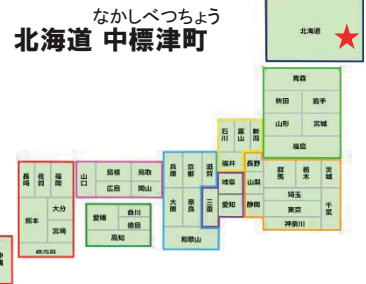 なかしべつちょう
北海道 中標津町
北海道
青森
秋田 岩手
山形 宮城
福島
石川 富山 新潟
福井 長野
岐阜 山梨
愛知 静岡
群馬 栃木 茨城
埼玉
東京 千葉
神奈川
兵庫 京都 滋賀
大阪 奈良 三重
和歌山
山口 島根 鳥取
広島 岡山
愛媛 香川
徳島
高知
長崎 佐賀 福岡
熊本 大分
宮崎